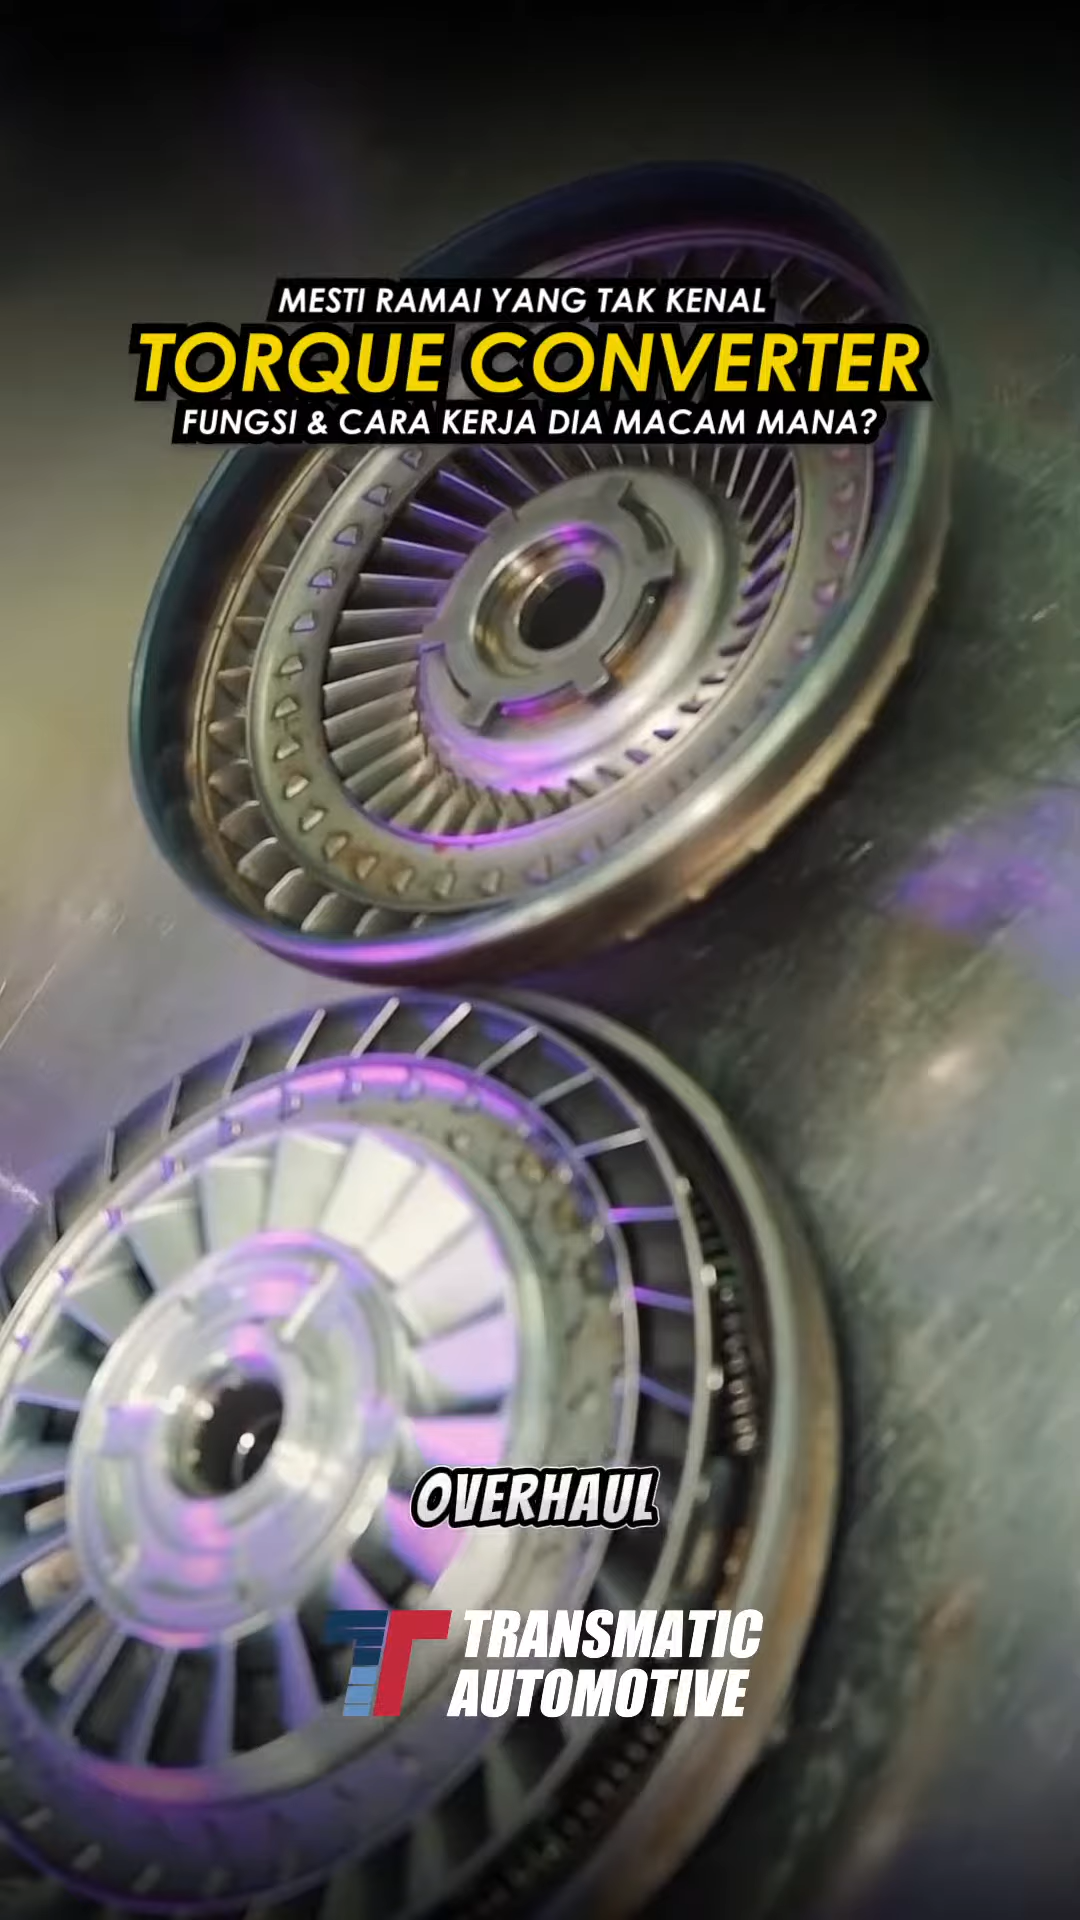 MESTI RAMAI YANG TAK KENAL
TORQUE CONVERTER
FUNGSI & CARA KERJA DIA MACAM MANA?
OVERHAUL
TRANSMATIC
AUTOMOTIVE